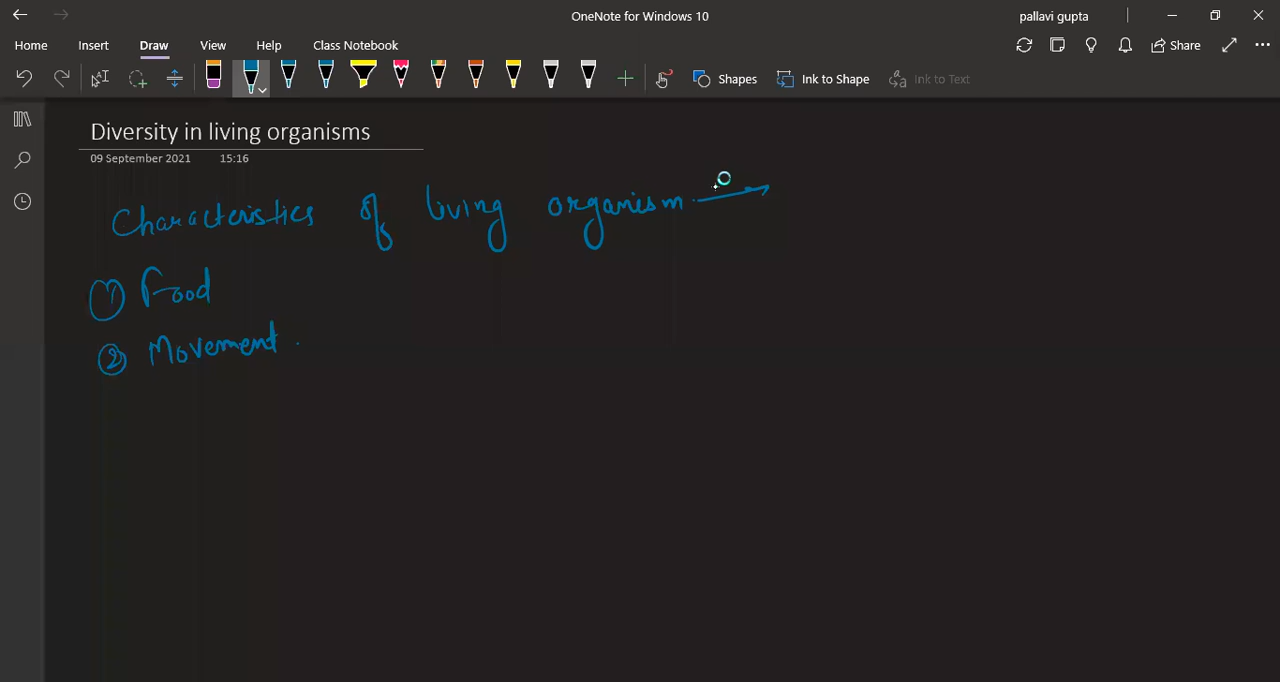 OneNote for Windows 10
pallavi gupta
Home Insert Draw View Help Class Notebook
Share
Shapes Ink to Shape Ink to Text
Diversity in living organisms
09 September 2021 15:16
Characteristics of living organism
① Food
② Movement.